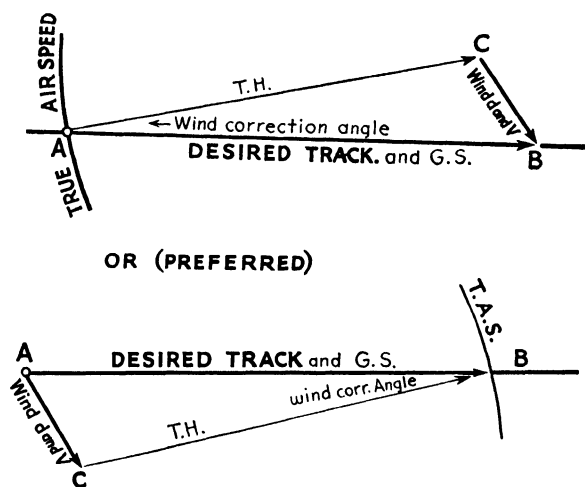 TRUE AIR SPEED
C
T.H.
Wind d and V
← Wind correction angle
A
DESIRED TRACK. and G.S.
B
OR (PREFERRED)
T.A.S.
A
DESIRED TRACK and G.S.
B
wind corr. Angle
Wind d and V
T.H.
C